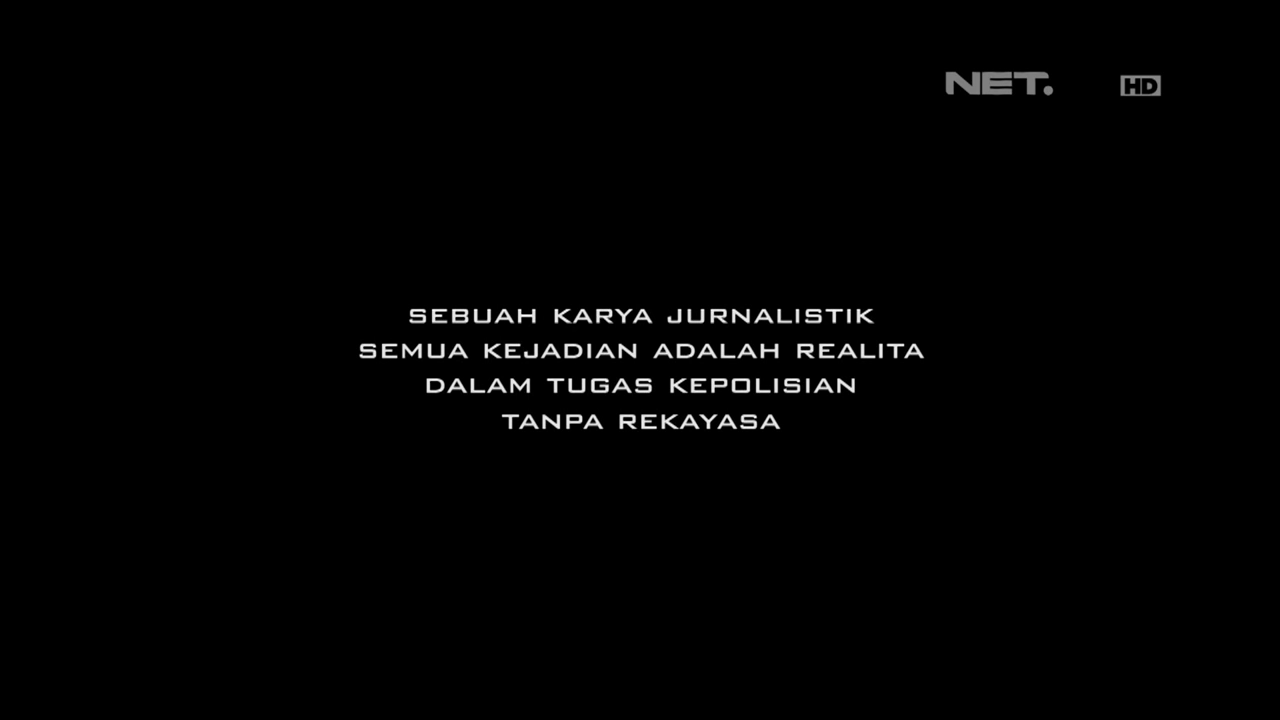 NET. HD
SEBUAH KARYA JURNALISTIK
SEMUA KEJADIAN ADALAH REALITA
DALAM TUGAS KEPOLISIAN
TANPA REKAYASA